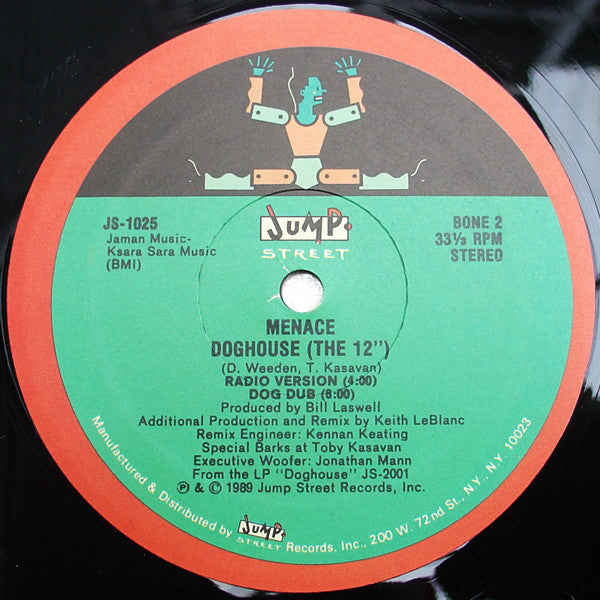 JS-1025
Jaman Music-
Ksara Sara Music
(BMI)
JUMP.
STREET
BONE 2
33⅓ RPM
STEREO
MENACE
DOGHOUSE (THE 12")
(D. Weeden, T. Kasavan)
RADIO VERSION (4:00)
DOG DUB (6:00)
Produced by Bill Laswell
Additional Production and Remix by Keith LeBlanc
Remix Engineer: Kennan Keating
Special Barks at Toby Kasavan
Executive Woofer: Jonathan Mann
From the LP "Doghouse" JS-2001
℗ & © 1989 Jump Street Records, Inc.
Manufactured & Distributed by JUMP. STREET Records, Inc., 200 W. 72nd St., N.Y., N.Y. 10023